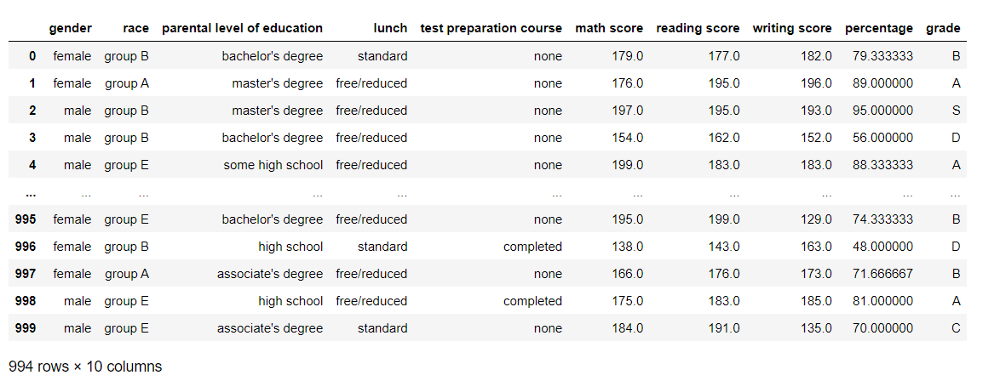 gender race parental level of education lunch test preparation course math score reading score writing score percentage grade
0 female group B bachelor's degree standard none 179.0 177.0 182.0 79.333333 B
1 female group A master's degree free/reduced none 176.0 195.0 196.0 89.000000 A
2 male group B master's degree free/reduced none 197.0 195.0 193.0 95.000000 S
3 male group B bachelor's degree free/reduced none 154.0 162.0 152.0 56.000000 D
4 male group E some high school free/reduced none 199.0 183.0 183.0 88.333333 A
... ... ... ... ... ... ... ... ... ... ...
995 female group E bachelor's degree free/reduced none 195.0 199.0 129.0 74.333333 B
996 female group B high school standard completed 138.0 143.0 163.0 48.000000 D
997 female group A associate's degree free/reduced none 166.0 176.0 173.0 71.666667 B
998 male group E high school free/reduced completed 175.0 183.0 185.0 81.000000 A
999 male group E associate's degree standard none 184.0 191.0 135.0 70.000000 C
994 rows × 10 columns